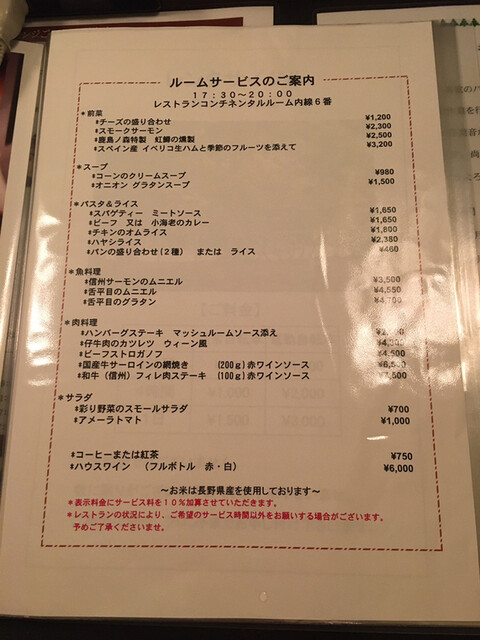 ルームサービスのご案内
17:30~20:00
レストランコンチネンタルルーム内線6番
*前菜
*チーズの盛り合わせ ¥1,200
*スモークサーモン ¥2,300
*鹿島ノ森特製 虹鱒の燻製 ¥2,500
*スペイン産 イベリコ生ハムと季節のフルーツを添えて ¥3,200
*スープ
*コーンのクリームスープ ¥980
*オニオン グラタンスープ ¥1,500
*パスタ&ライス
*スパゲティー ミートソース ¥1,650
*ビーフ 又は 小海老のカレー ¥1,650
*チキンのオムライス ¥1,800
*ハヤシライス ¥2,380
*パンの盛り合わせ(2種) または ライス ¥460
*魚料理
*信州サーモンのムニエル ¥3,500
*舌平目のムニエル ¥4,550
*舌平目のグラタン
*肉料理
*ハンバーグステーキ マッシュルームソース添え
*仔牛肉のカツレツ ウィーン風
*ビーフストロガノフ
*国産牛サーロインの網焼き (200g)赤ワインソース
*和牛(信州)フィレ肉ステーキ (100g)赤ワインソース
*サラダ
*彩り野菜のスモールサラダ ¥700
*アメーラトマト ¥1,000
*コーヒーまたは紅茶 ¥750
*ハウスワイン (フルボトル 赤・白) ¥6,000
~お米は長野県産を使用しております~
*表示料金にサービス料を10%加算させていただきます。
*レストランの状況により、ご希望のサービス時間以外をお願いする場合がございます。
予めご了承くださいませ。